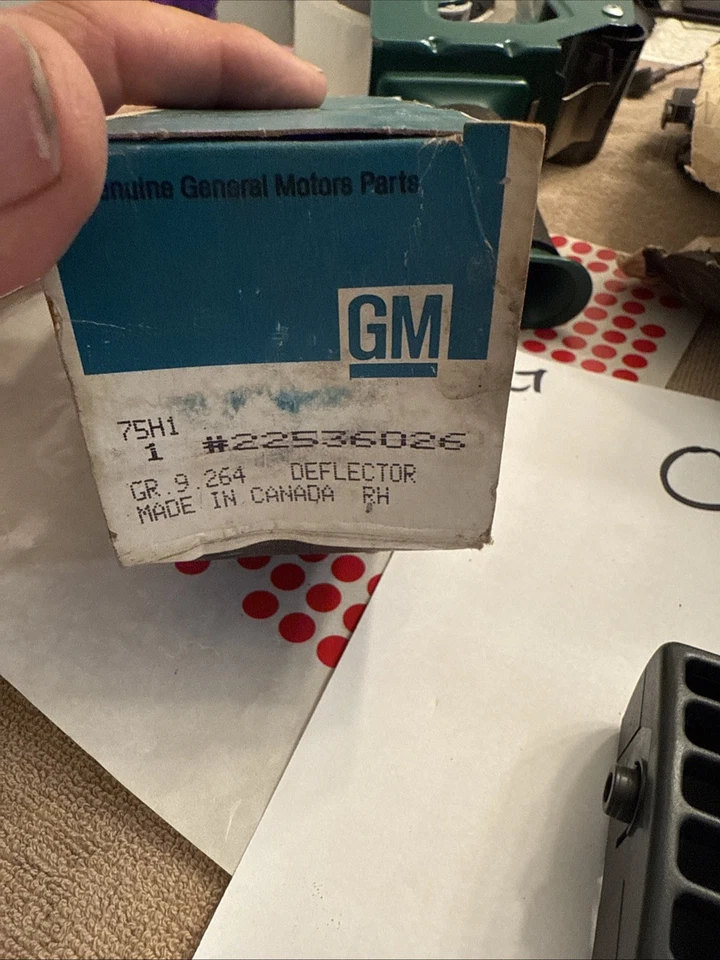 enuine General Motors Parts
GM
75H1
1 #22536026
GR.9.264 DEFLECTOR
MADE IN CANADA RH